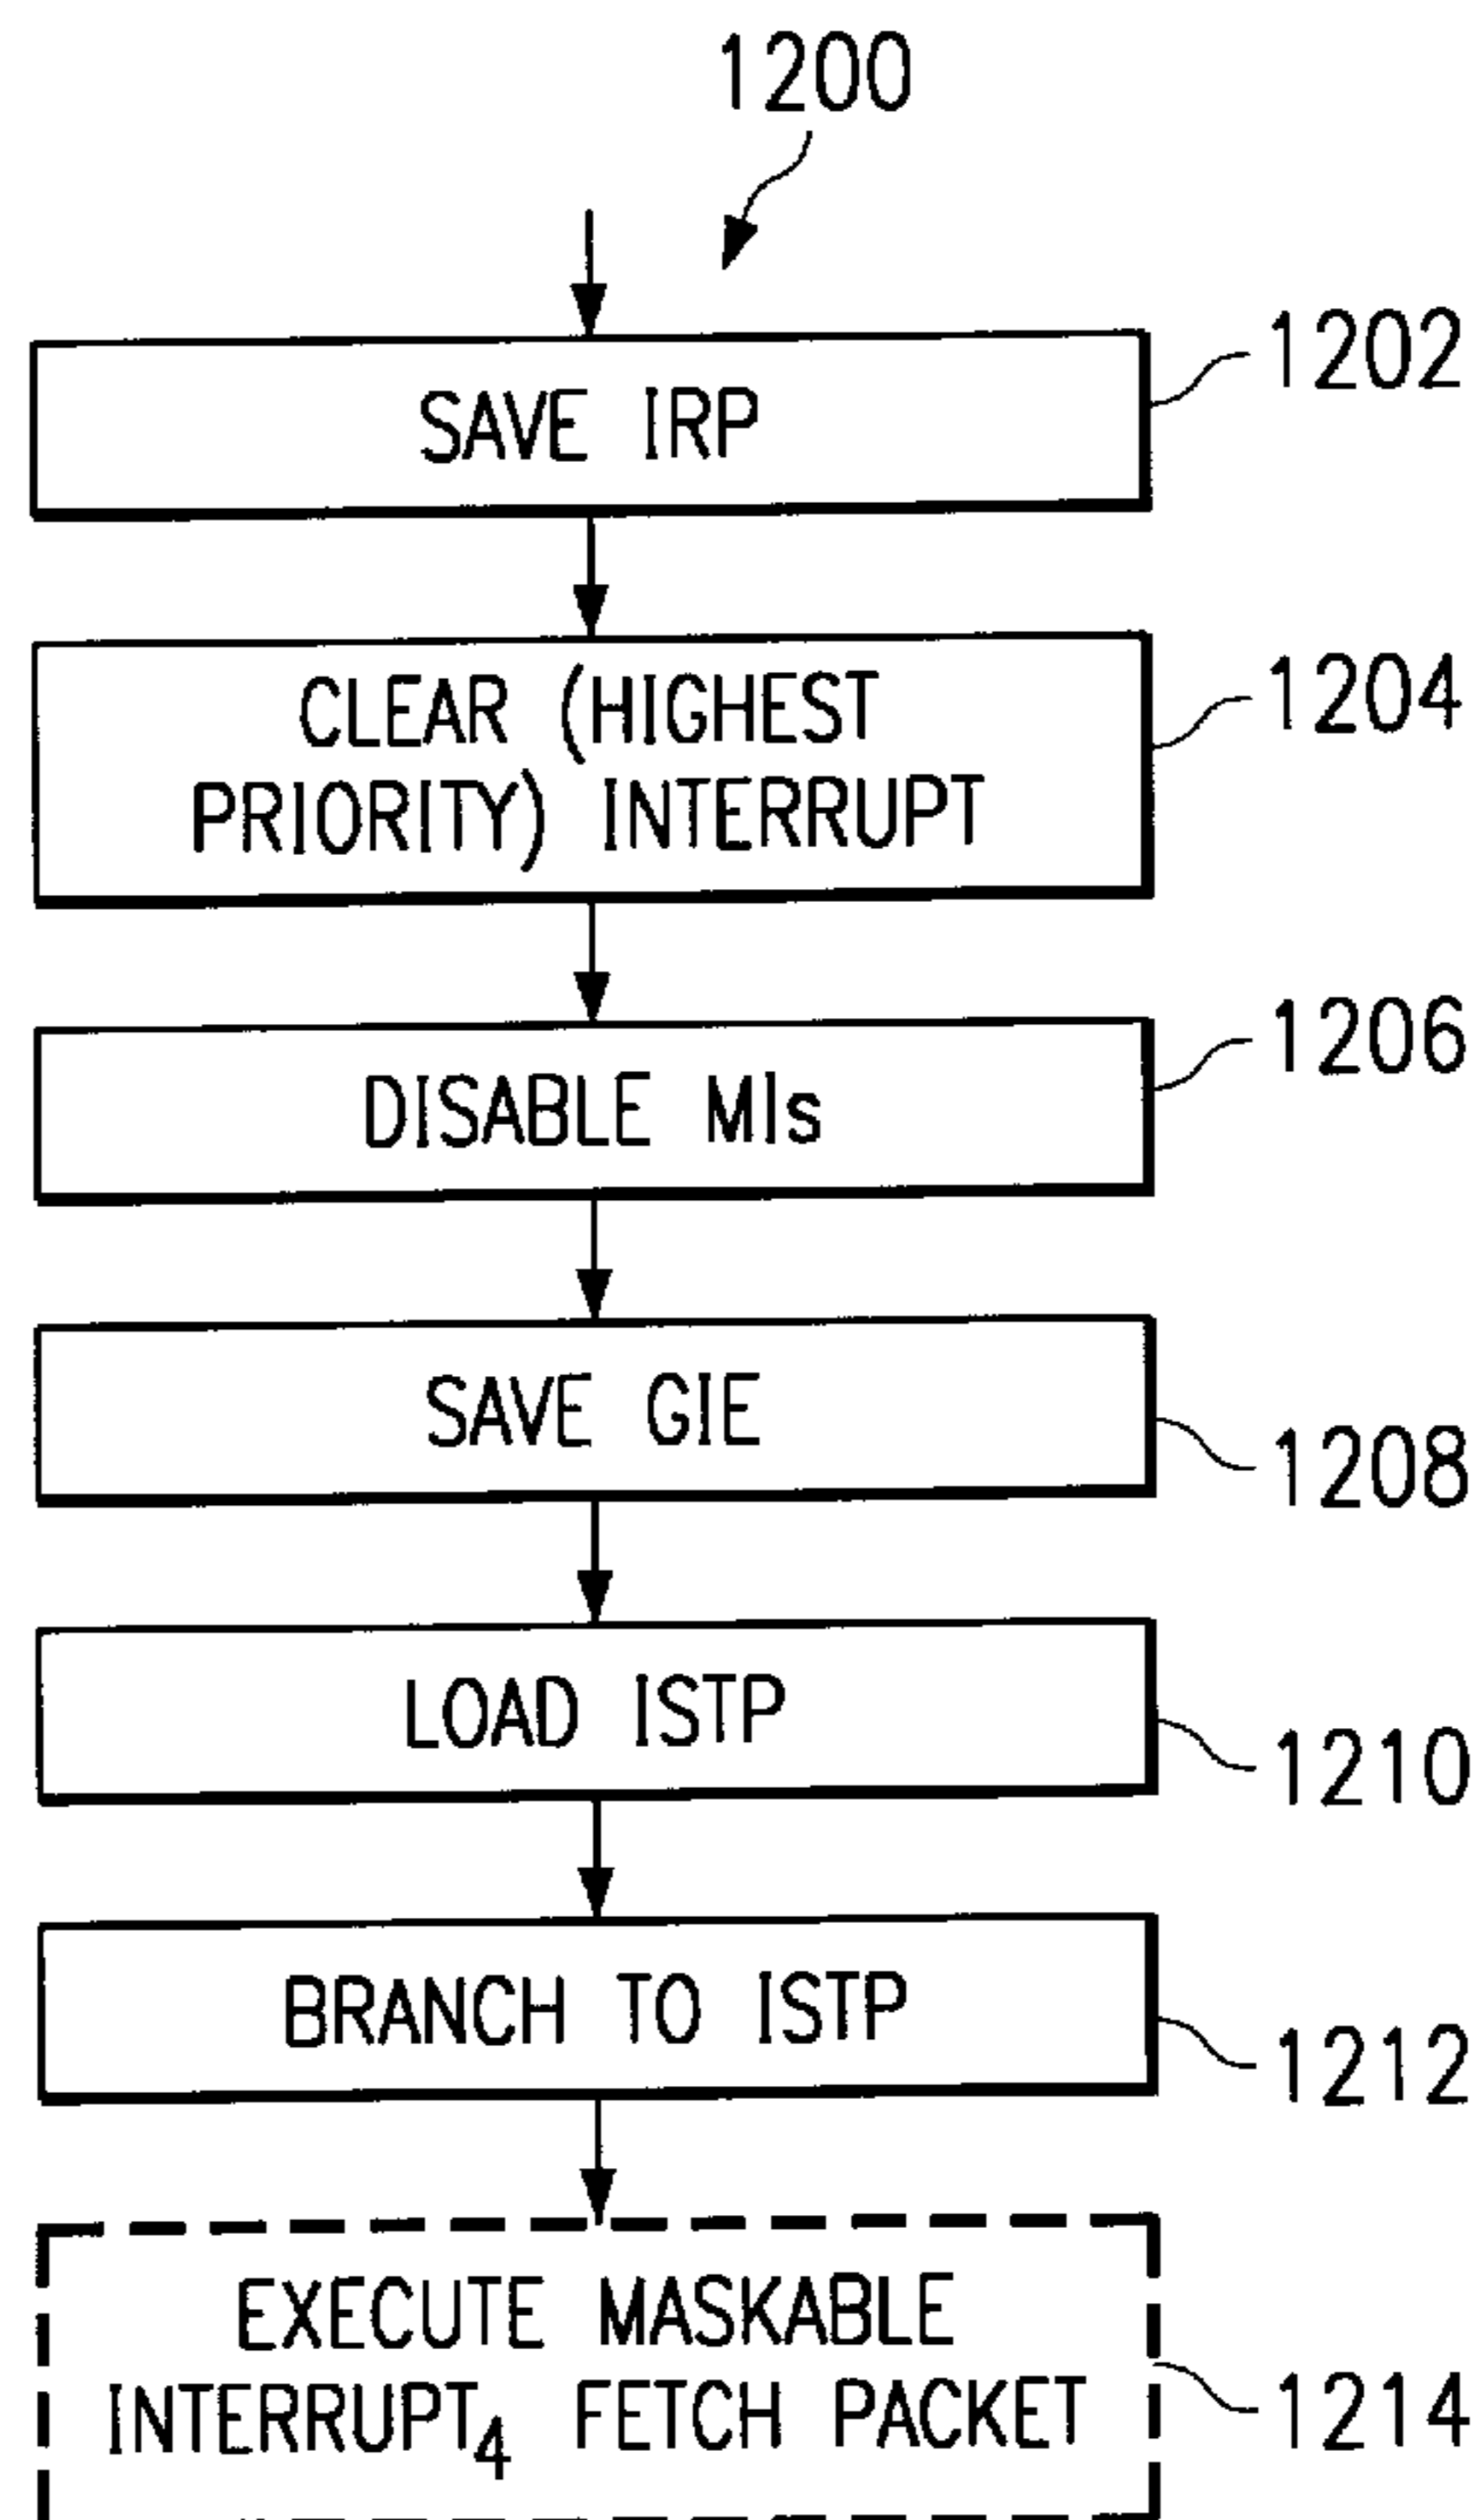 1200
SAVE IRP
1202
CLEAR (HIGHEST
PRIORITY) INTERRUPT
1204
DISABLE MIs
1206
SAVE GIE
1208
LOAD ISTP
1210
BRANCH TO ISTP
1212
EXECUTE MASKABLE
INTERRUPT4 FETCH PACKET
1214